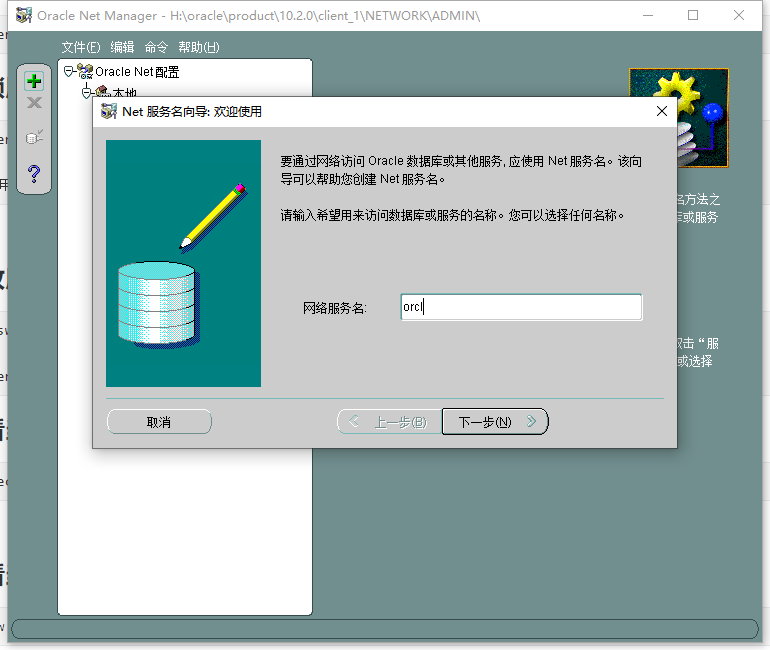 Oracle Net Manager - H:\oracle\product\10.2.0\client_1\NETWORK\ADMIN\
文件(F) 编辑 命令 帮助(H)
Oracle Net 配置
本地
Net 服务名向导: 欢迎使用
要通过网络访问 Oracle 数据库或其他服务, 应使用 Net 服务名。该向
导可以帮助您创建 Net 服务名。
请输入希望用来访问数据库或服务的名称。您可以选择任何名称。
网络服务名:
orcl
取消
上一步(B)
下一步(N)
名方法之
库或服务
双击“服
或选择